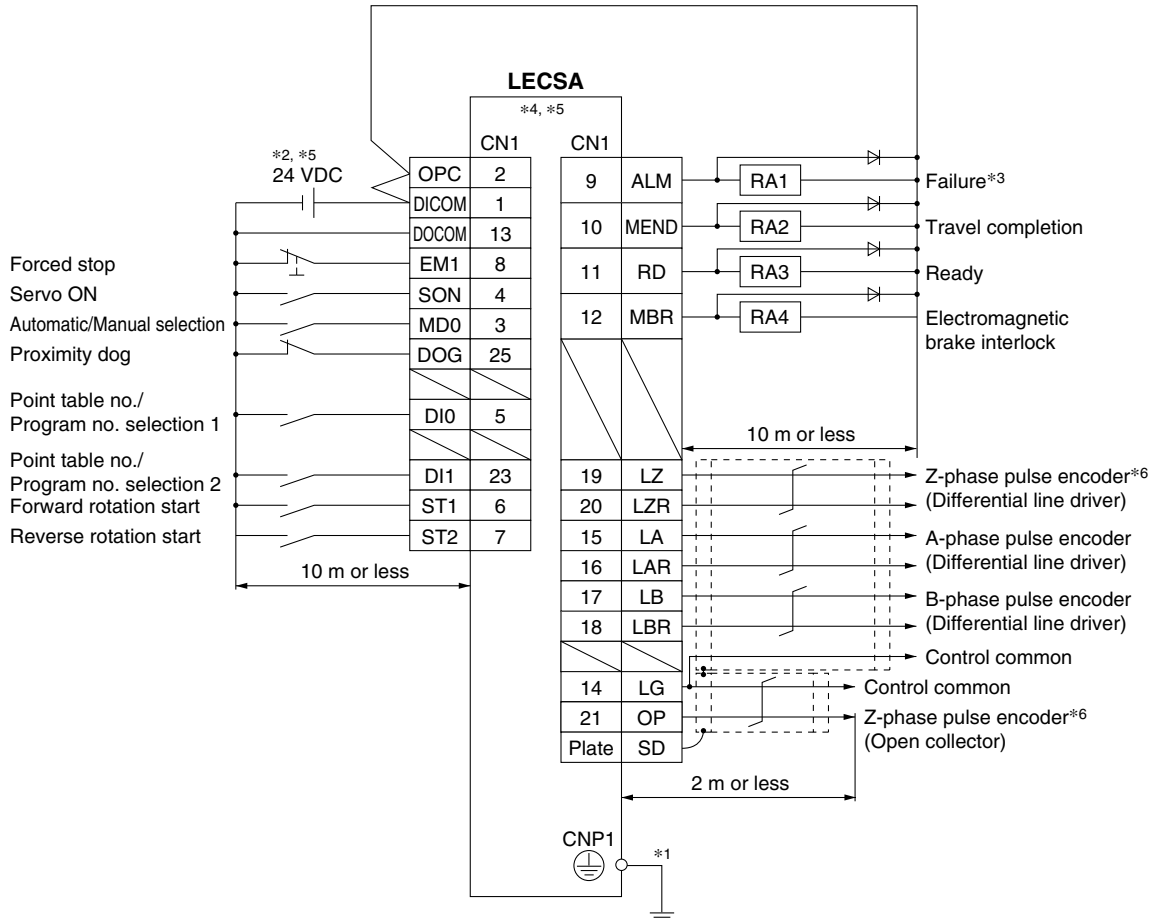 LECSA
*4, *5
CN1
CN1
*2, *5
24 VDC
OPC 2
DICOM 1
DOCOM 13
Forced stop
EM1 8
Servo ON
SON 4
Automatic/Manual selection
MD0 3
Proximity dog
DOG 25
Point table no./
Program no. selection 1
DI0 5
Point table no./
Program no. selection 2
DI1 23
Forward rotation start
ST1 6
Reverse rotation start
ST2 7
10 m or less
9 ALM RA1 Failure*3
10 MEND RA2 Travel completion
11 RD RA3 Ready
12 MBR RA4 Electromagnetic
brake interlock
10 m or less
19 LZ Z-phase pulse encoder*6
20 LZR (Differential line driver)
15 LA A-phase pulse encoder
16 LAR (Differential line driver)
17 LB B-phase pulse encoder
18 LBR (Differential line driver)
Control common
14 LG Control common
21 OP Z-phase pulse encoder*6
(Open collector)
Plate SD
2 m or less
CNP1
*1